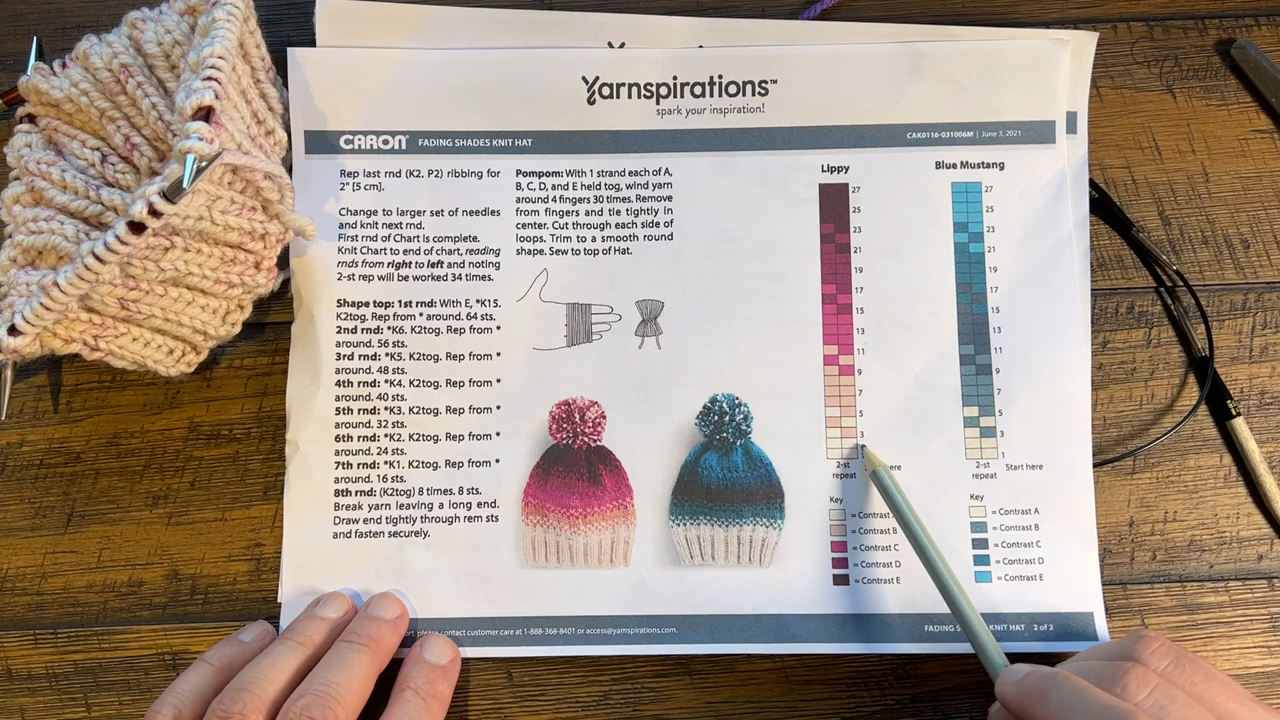 Yarnspirations™
spark your inspiration!
CARON® FADING SHADES KNIT HAT
CAK0116-031006M | June 3, 2021
Rep last rnd (K2. P2) ribbing for
2" [5 cm].
Change to larger set of needles
and knit next rnd.
First rnd of Chart is complete.
Knit Chart to end of chart, reading
rnds from right to left and noting
2-st rep will be worked 34 times.
Shape top: 1st rnd: With E, *K15.
K2tog. Rep from * around. 64 sts.
2nd rnd: *K6. K2tog. Rep from *
around. 56 sts.
3rd rnd: *K5. K2tog. Rep from *
around. 48 sts.
4th rnd: *K4. K2tog. Rep from *
around. 40 sts.
5th rnd: *K3. K2tog. Rep from *
around. 32 sts.
6th rnd: *K2. K2tog. Rep from *
around. 24 sts.
7th rnd: *K1. K2tog. Rep from *
around. 16 sts.
8th rnd: (K2tog) 8 times. 8 sts.
Break yarn leaving a long end.
Draw end tightly through rem sts
and fasten securely.
Pompom: With 1 strand each of A,
B, C, D, and E held tog, wind yarn
around 4 fingers 30 times. Remove
from fingers and tie tightly in
center. Cut through each side of
loops. Trim to a smooth round
shape. Sew to top of Hat.
Lippy
27
25
23
21
19
17
15
13
11
9
7
5
3
2-st
repeat
here
Key
= Contrast
= Contrast B
= Contrast C
= Contrast D
= Contrast E
Blue Mustang
27
25
23
21
19
17
15
13
11
9
7
5
3
1
2-st
repeat
Start here
Key
= Contrast A
= Contrast B
= Contrast C
= Contrast D
= Contrast E
please contact customer care at 1-888-368-8401 or access@yarnspirations.com.
KNIT HAT 2 of 2
Crochet